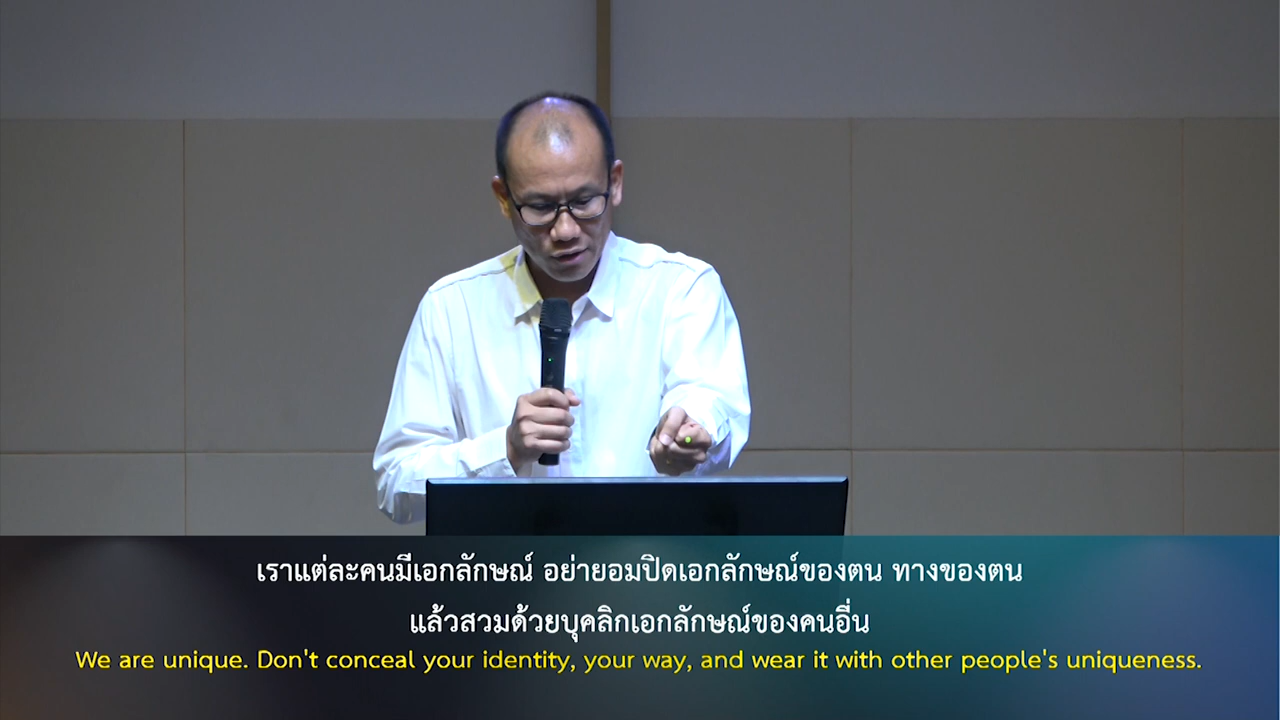 เราแต่ละคนมีเอกลักษณ์ อย่ายอมปิดเอกลักษณ์ของตน ทางของตน
แล้วสวมด้วยบุคลิกเอกลักษณ์ของคนอื่น
We are unique. Don't conceal your identity, your way, and wear it with other people's uniqueness.